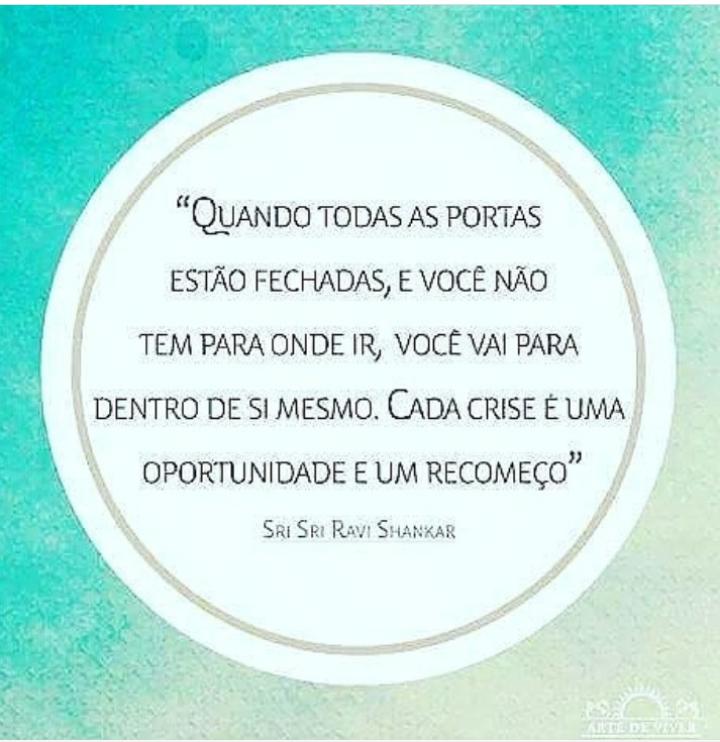 “QUANDO TODAS AS PORTAS
ESTÃO FECHADAS, E VOCÊ NÃO
TEM PARA ONDE IR, VOCÊ VAI PARA
DENTRO DE SI MESMO. CADA CRISE É UMA
OPORTUNIDADE E UM RECOMEÇO”
SRI SRI RAVI SHANKAR
ARTE DE VIVER